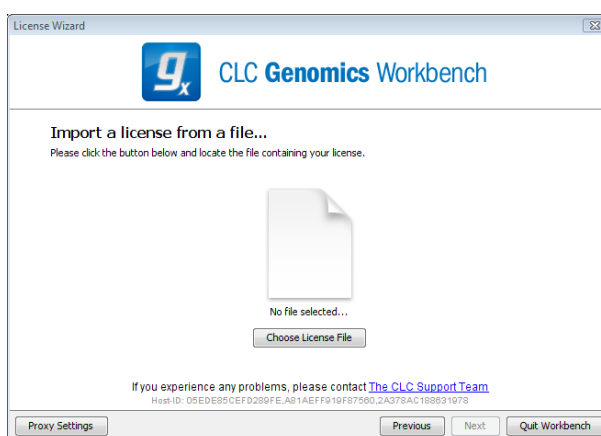 License Wizard
gx
CLC Genomics Workbench
Import a license from a file...
Please click the button below and locate the file containing your license.
No file selected...
Choose License File
If you experience any problems, please contact The CLC Support Team
Host-ID: 05EDE85CEFD289FE,A81AEFF919F87560,2A378AC188631978
Proxy Settings Previous Next Quit Workbench